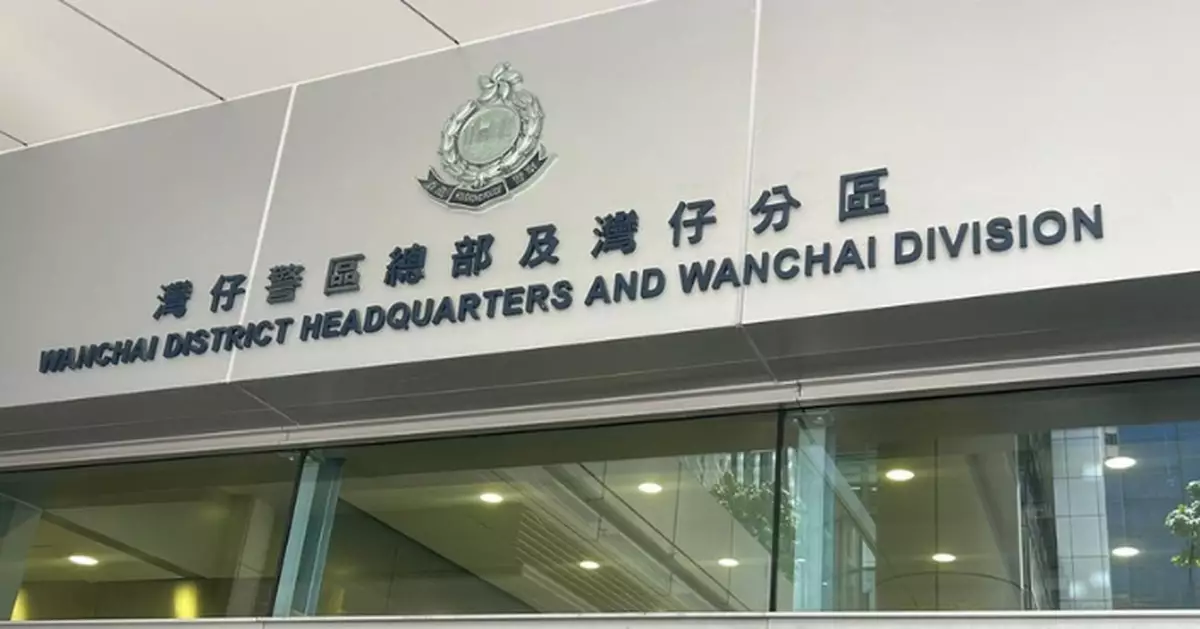 灣仔警區總部及灣仔分區
WANCHAI DISTRICT HEADQUARTERS AND WANCHAI DIVISION